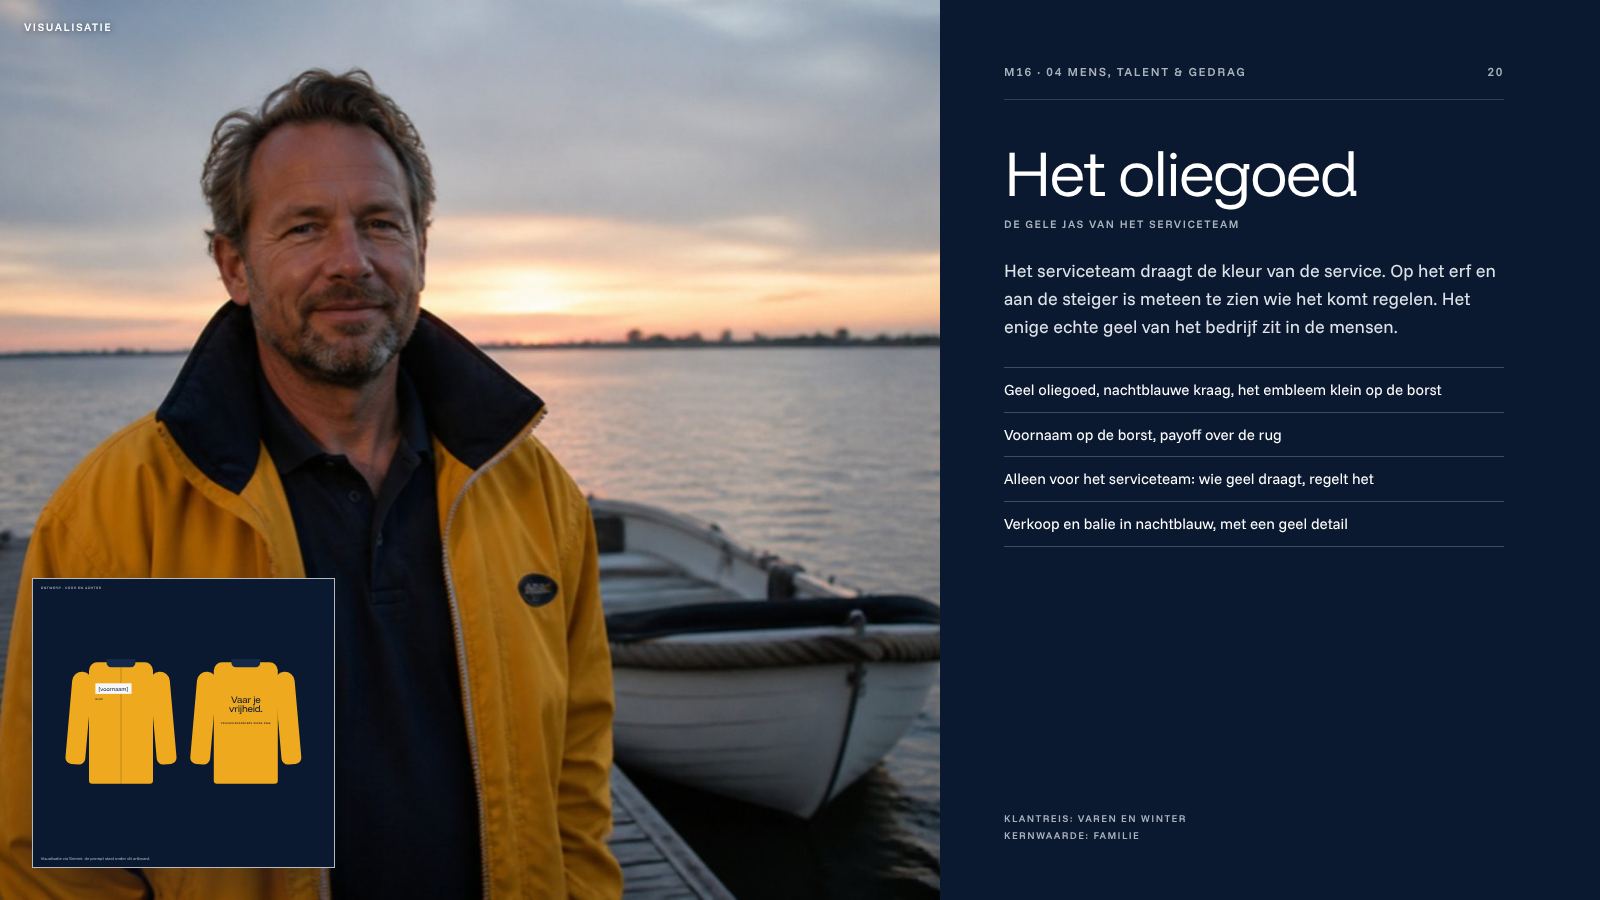 VISUALISATIE
M16 · 04 MENS, TALENT & GEDRAG
20
Het oliegoed
DE GELE JAS VAN HET SERVICETEAM
Het serviceteam draagt de kleur van de service. Op het erf en
aan de steiger is meteen te zien wie het komt regelen. Het
enige echte geel van het bedrijf zit in de mensen.
Geel oliegoed, nachtblauwe kraag, het embleem klein op de borst
Voornaam op de borst, payoff over de rug
Alleen voor het serviceteam: wie geel draagt, regelt het
Verkoop en balie in nachtblauw, met een geel detail
KLANTREIS: VAREN EN WINTER
KERNWAARDE: FAMILIE
ONTWERP · VOOR EN ACHTER
[voornaam]
Vaar je
vrijheid.